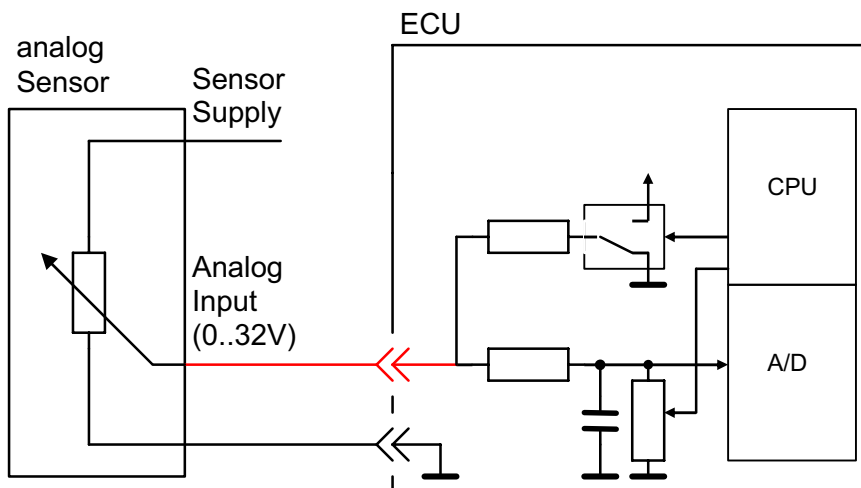 ECU
analog
Sensor
Sensor
Supply
CPU
Analog
Input
(0..32V)
A/D